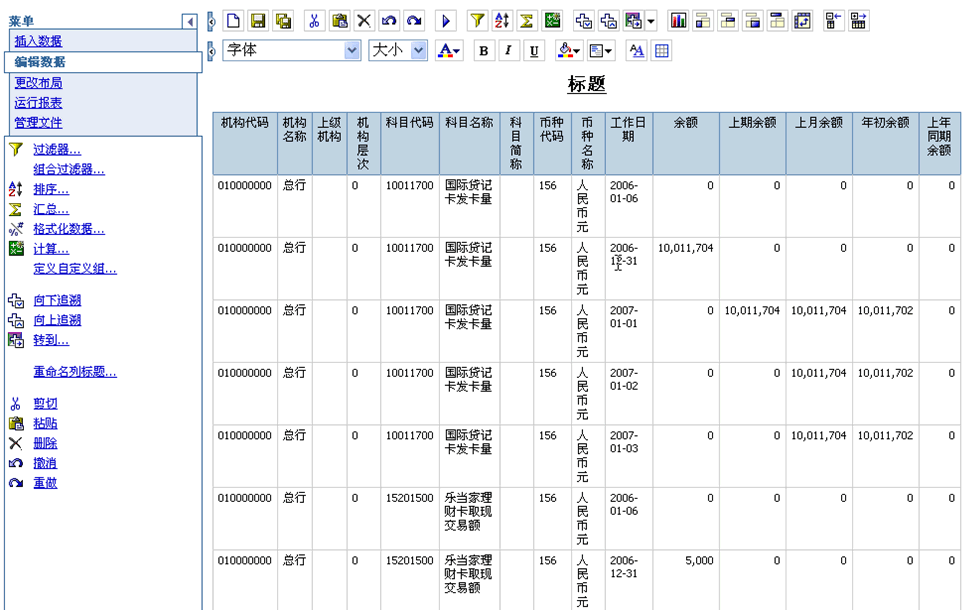 菜单
插入数据
编辑数据
更改布局
运行报表
管理文件
过滤器...
组合过滤器...
排序...
汇总...
格式化数据...
计算...
定义自定义组...
向下追溯
向上追溯
转到...
重命名列标题...
剪切
粘贴
删除
撤消
重做
字体 大小 A B I U
标题
机构代码 机构名称 上级机构 机构层次 科目代码 科目名称 科目简称 币种代码 币种名称 工作日期 余额 上期余额 上月余额 年初余额 上年同期余额
010000000 总行 0 10011700 国际贷记卡发卡量 156 人民币元 2006-01-06 0 0 0 0 0
010000000 总行 0 10011700 国际贷记卡发卡量 156 人民币元 2006-12-31 10,011,704 0 0 0 0
010000000 总行 0 10011700 国际贷记卡发卡量 156 人民币元 2007-01-01 0 10,011,704 10,011,704 10,011,702 0
010000000 总行 0 10011700 国际贷记卡发卡量 156 人民币元 2007-01-02 0 0 10,011,704 10,011,702 0
010000000 总行 0 10011700 国际贷记卡发卡量 156 人民币元 2007-01-03 0 0 10,011,704 10,011,702 0
010000000 总行 0 15201500 乐当家理财卡取现交易额 156 人民币元 2006-01-06 0 0 0 0 0
010000000 总行 0 15201500 乐当家理财卡取现交易额 156 人民币元 2006-12-31 5,000 0 0 0 0